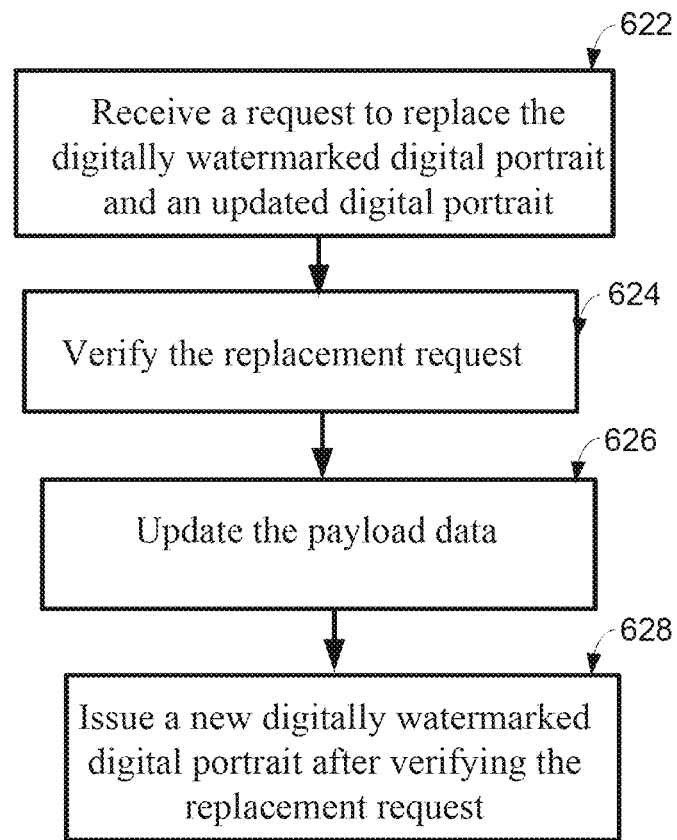 622
Receive a request to replace the
digitally watermarked digital portrait
and an updated digital portrait
624
Verify the replacement request
626
Update the payload data
628
Issue a new digitally watermarked
digital portrait after verifying the
replacement request